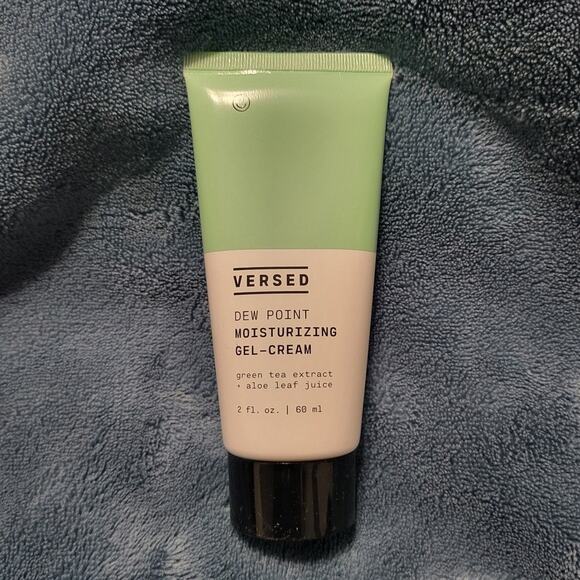 VERSED
DEW POINT
MOISTURIZING
GEL-CREAM
green tea extract
+ aloe leaf juice
2 fl. oz. | 60 ml